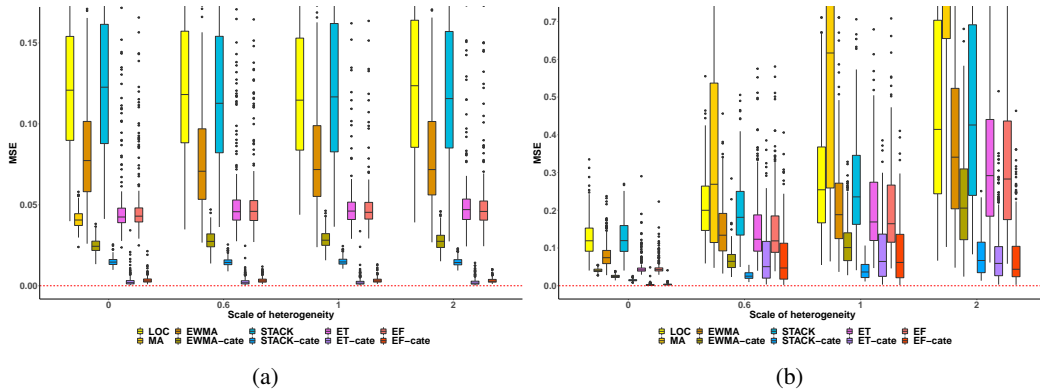 0.15
0.10
0.05
0.00
MSE
0 0.6 1 2
Scale of heterogeneity
LOC EWMA STACK ET EF
MA EWMA−cate STACK−cate ET−cate EF−cate
(a)
0.7
0.6
0.5
0.4
0.3
0.2
0.1
0.0
MSE
0 0.6 1 2
Scale of heterogeneity
LOC EWMA STACK ET EF
MA EWMA−cate STACK−cate ET−cate EF−cate
(b)